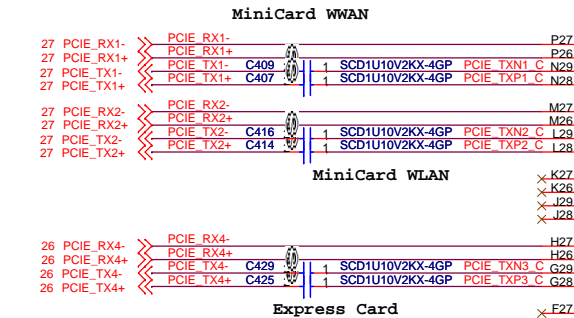 MiniCard WWAN
27 PCIE_RX1- PCIE_RX1- P27
27 PCIE_RX1+ PCIE_RX1+ P26
27 PCIE_TX1- PCIE_TX1- C409 1 SCD1U10V2KX-4GP PCIE_TXN1_C N29
27 PCIE_TX1+ PCIE_TX1+ C407 1 SCD1U10V2KX-4GP PCIE_TXP1_C N28
27 PCIE_RX2- PCIE_RX2- M27
27 PCIE_RX2+ PCIE_RX2+ M26
27 PCIE_TX2- PCIE_TX2- C416 1 SCD1U10V2KX-4GP PCIE_TXN2_C L29
27 PCIE_TX2+ PCIE_TX2+ C414 1 SCD1U10V2KX-4GP PCIE_TXP2_C L28
MiniCard WLAN
K27
K26
J29
J28
26 PCIE_RX4- PCIE_RX4- H27
26 PCIE_RX4+ PCIE_RX4+ H26
26 PCIE_TX4- PCIE_TX4- C429 1 SCD1U10V2KX-4GP PCIE_TXN3_C G29
26 PCIE_TX4+ PCIE_TX4+ C425 1 SCD1U10V2KX-4GP PCIE_TXP3_C G28
Express Card
F27